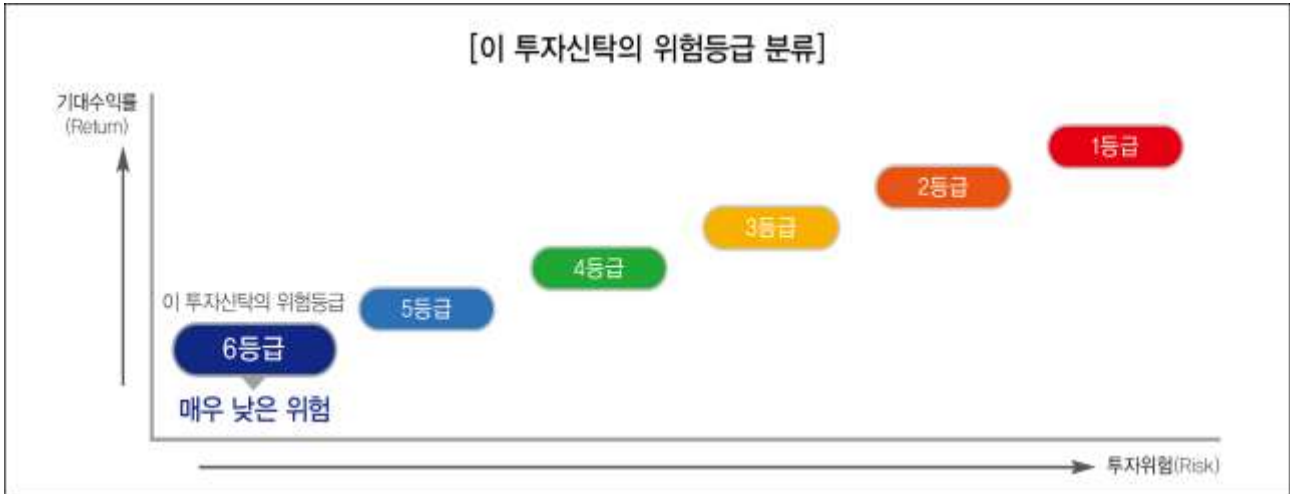 [이 투자신탁의 위험등급 분류]
기대수익률
(Return)
1등급
2등급
3등급
4등급
5등급
이 투자신탁의 위험등급
6등급
매우 낮은 위험
투자위험(Risk)